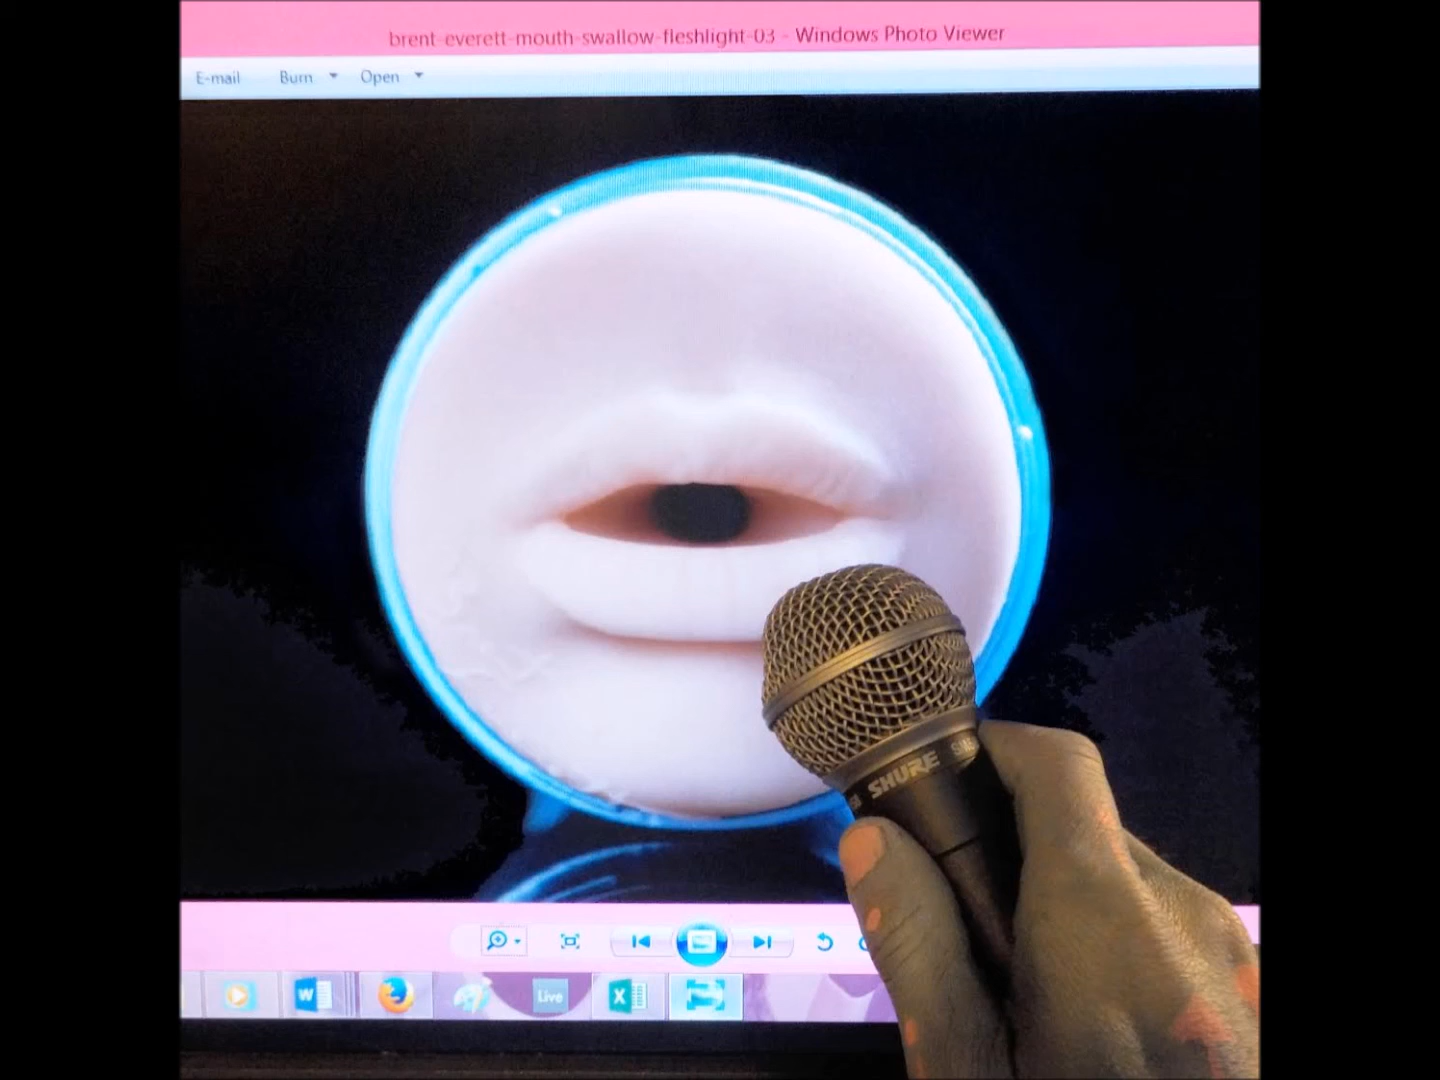 brent-everett-mouth-swallow-fleshlight-03 - Windows Photo Viewer
E-mail Burn Open
SHURE
Live